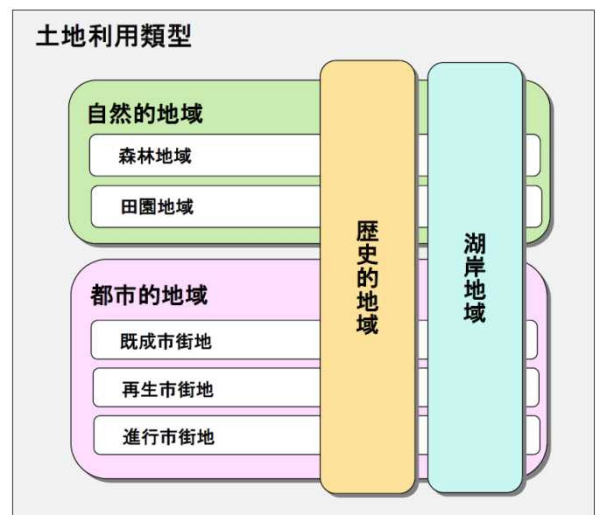 土地利用類型
自然的地域
森林地域
田園地域
都市的地域
既成市街地
再生市街地
進行市街地
歴史的地域
湖岸地域